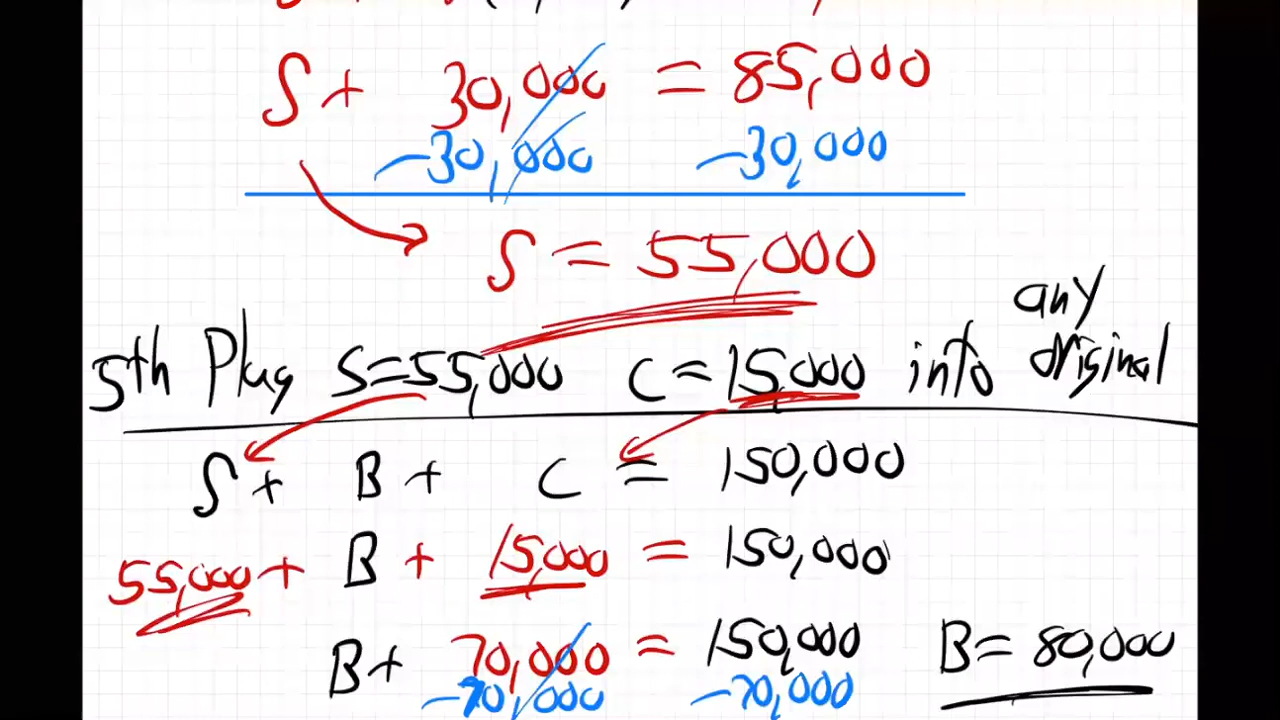 S + 30,000 = 85,000
-30,000 -30,000
S = 55,000
5th Plug S=55,000 C=15,000 into any original
S + B + C = 150,000
55,000 + B + 15,000 = 150,000
B + 70,000 = 150,000 B = 80,000
-70,000 -70,000